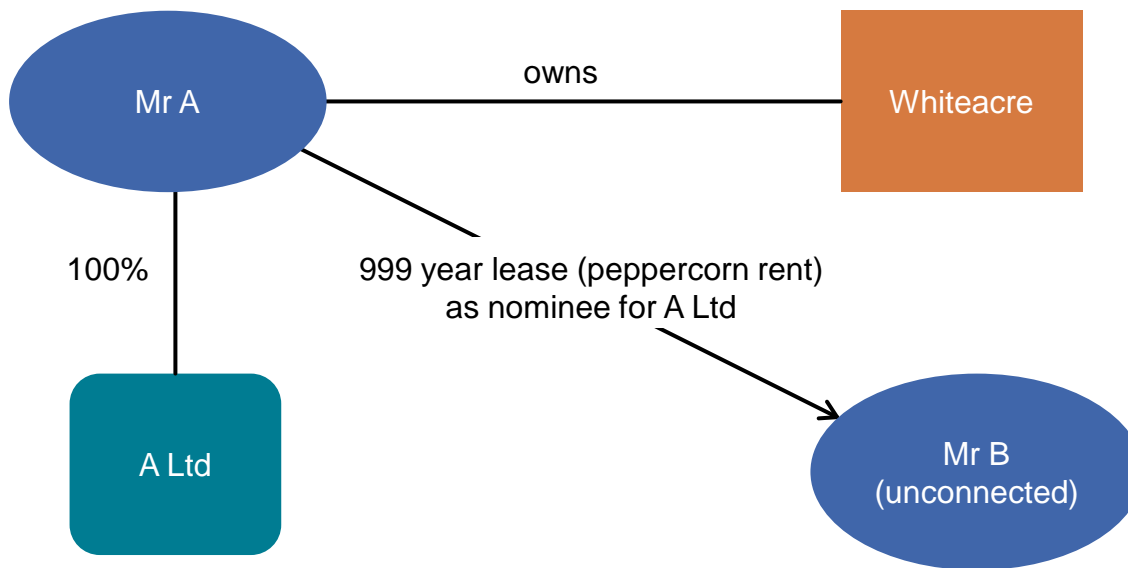 owns
Mr A
Whiteacre
100%
999 year lease (peppercorn rent)
as nominee for A Ltd
A Ltd
Mr B
(unconnected)